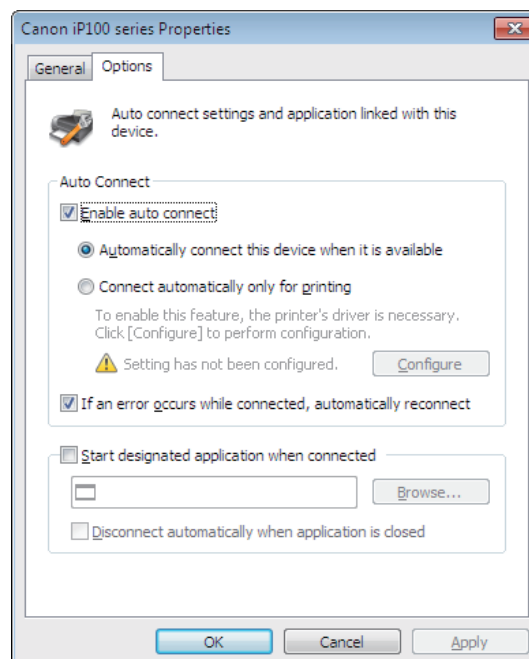 Canon iP100 series Properties
General
Options
Auto connect settings and application linked with this
device.
Auto Connect
Enable auto connect
Automatically connect this device when it is available
Connect automatically only for printing
To enable this feature, the printer's driver is necessary.
Click [Configure] to perform configuration.
Setting has not been configured.
Configure
If an error occurs while connected, automatically reconnect
Start designated application when connected
Browse...
Disconnect automatically when application is closed
OK
Cancel
Apply